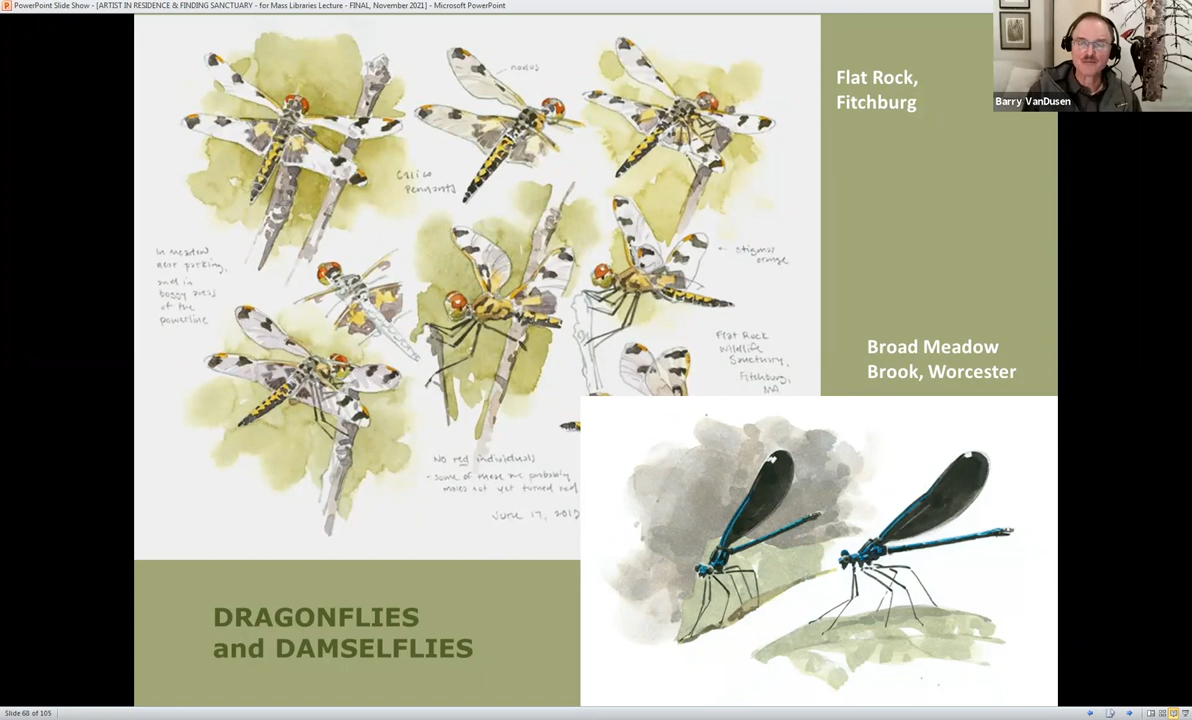 PowerPoint Slide Show - [ARTIST IN RESIDENCE & FINDING SANCTUARY - for Mass Libraries Lecture - FINAL, November 2021] - Microsoft PowerPoint
Barry VanDusen
Flat Rock,
Fitchburg
nodus
Calico
Pennants
In meadow
near parking,
and in
boggy areas
of the
powerline
← stigmas
orange
Flat Rock
Wildlife
Sanctuary,
Fitchburg,
MA
Broad Meadow
Brook, Worcester
No red individuals
- some of these are probably
males not yet turned red
June 17, 2012
DRAGONFLIES
and DAMSELFLIES
Slide 68 of 105